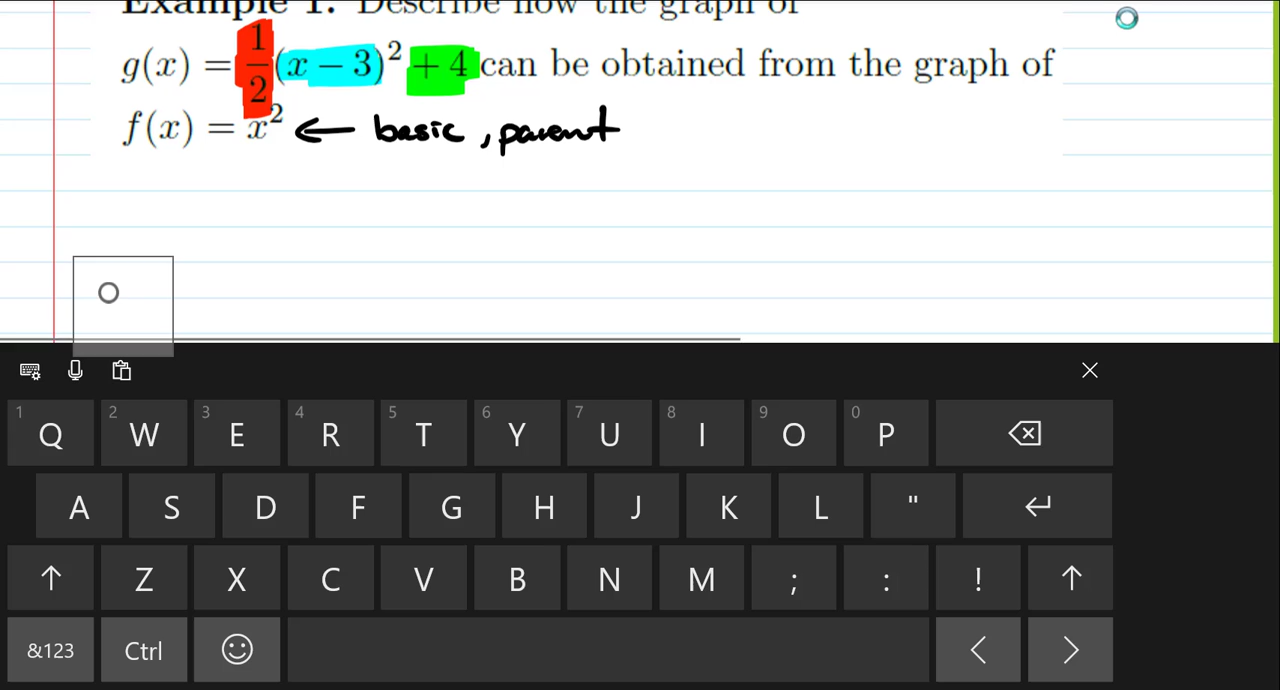 Example 1: Describe how the graph of
g(x) = 1/2(x − 3)² + 4 can be obtained from the graph of
f(x) = x² ← basic, parent
1 2 3 4 5 6 7 8 9 0
Q W E R T Y U I O P
A S D F G H J K L "
↑ Z X C V B N M ; : ! ↑
&123 Ctrl < >